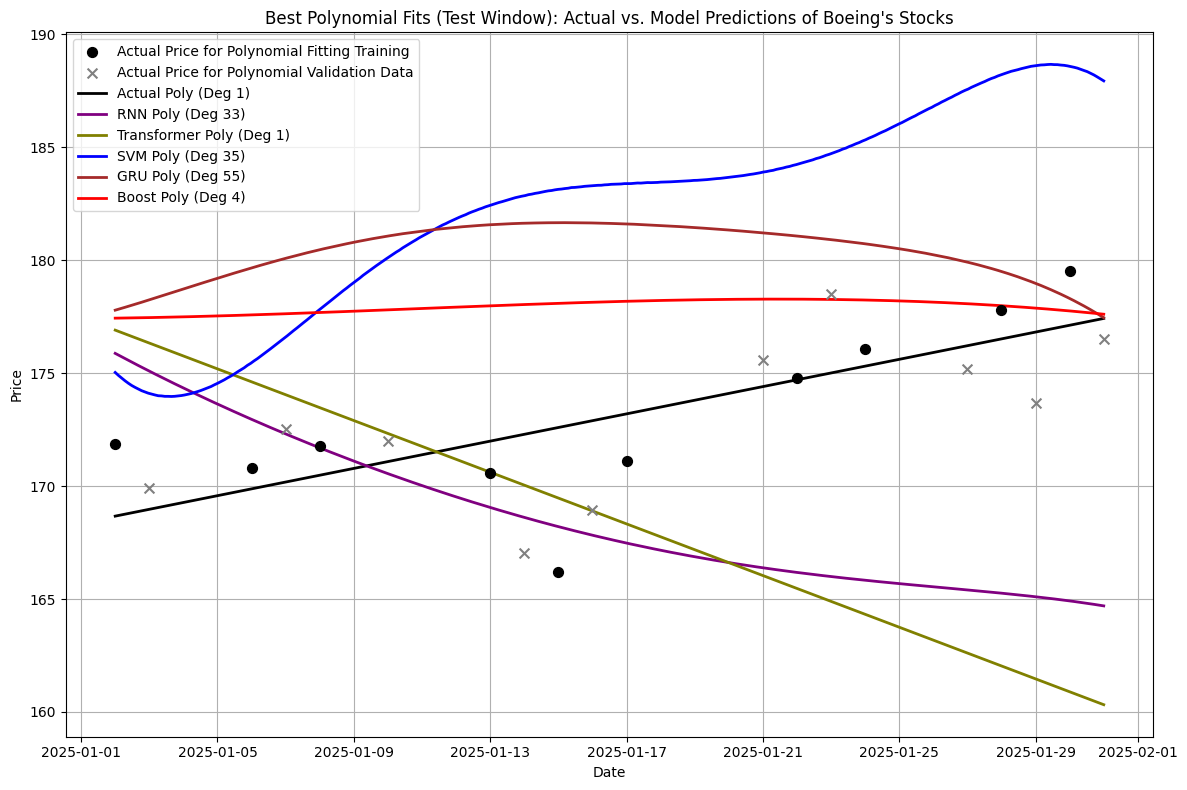 Best Polynomial Fits (Test Window): Actual vs. Model Predictions of Boeing's Stocks
Actual Price for Polynomial Fitting Training
Actual Price for Polynomial Validation Data
Actual Poly (Deg 1)
RNN Poly (Deg 33)
Transformer Poly (Deg 1)
SVM Poly (Deg 35)
GRU Poly (Deg 55)
Boost Poly (Deg 4)
190
185
180
175
170
165
160
Price
2025-01-01 2025-01-05 2025-01-09 2025-01-13 2025-01-17 2025-01-21 2025-01-25 2025-01-29 2025-02-01
Date